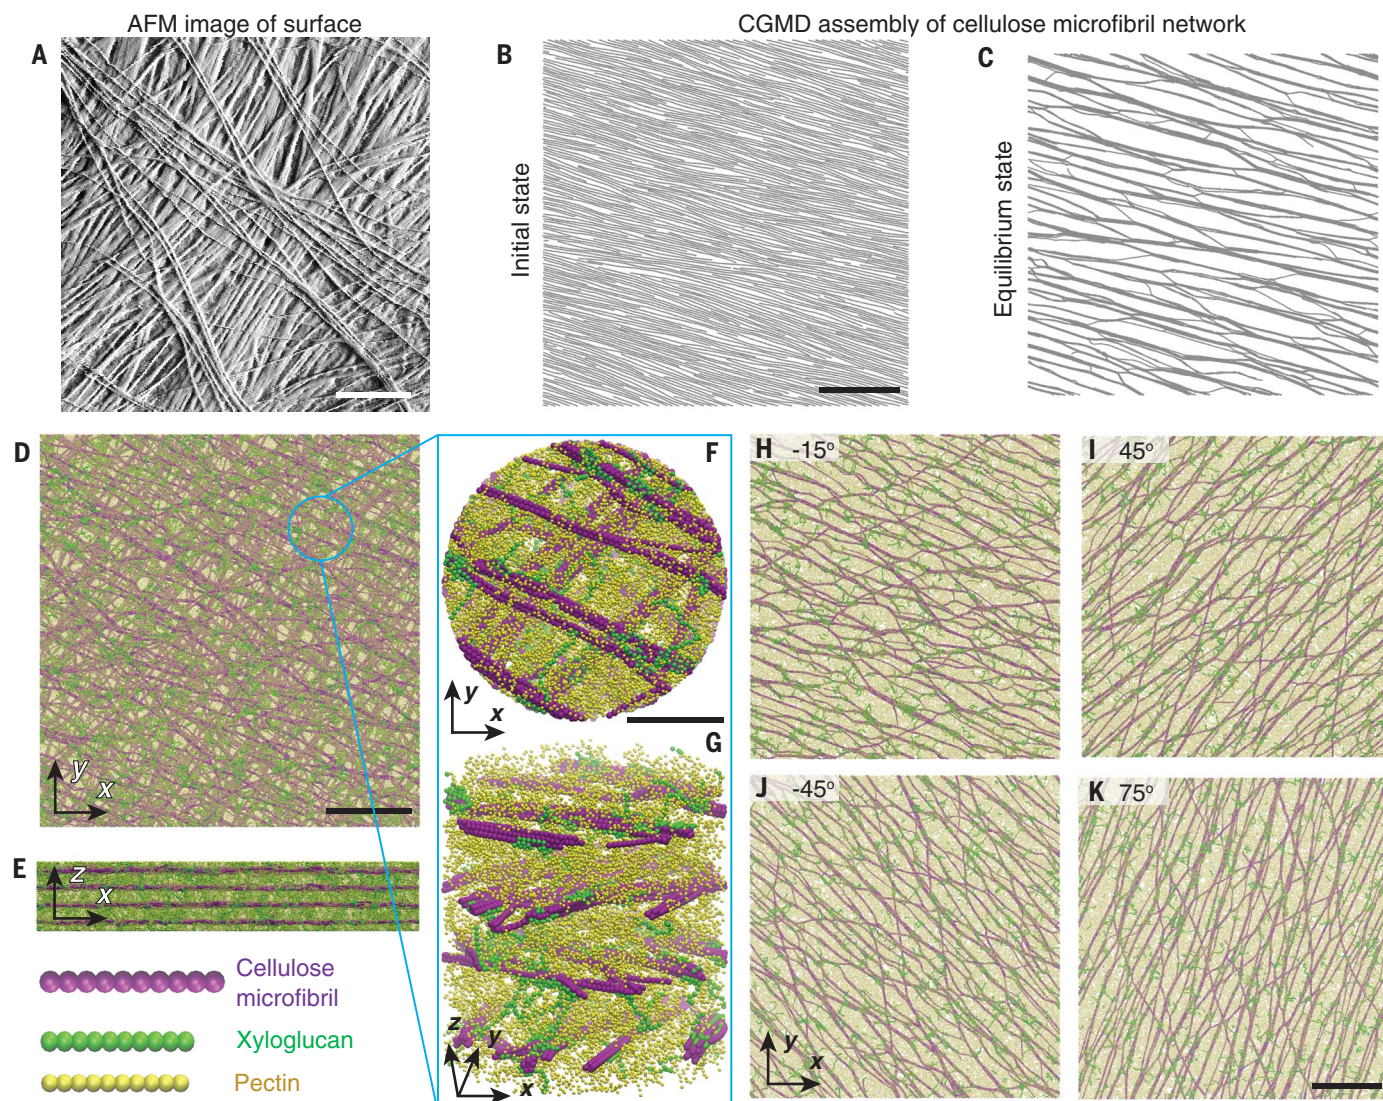 AFM image of surface
CGMD assembly of cellulose microfibril network
A
B
C
Initial state
Equilibrium state
D
y
x
E
z
x
Cellulose
microfibril
Xyloglucan
Pectin
F
y
x
G
z
y
x
H -15°
I 45°
J -45°
y
x
K 75°